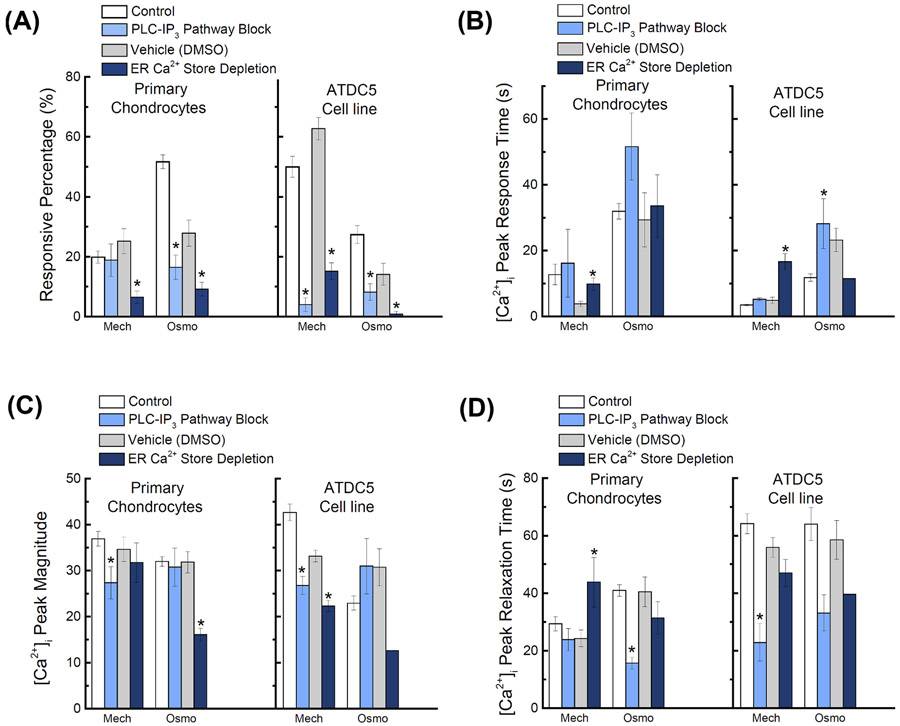 (A)
Control
PLC-IP₃ Pathway Block
Vehicle (DMSO)
ER Ca²⁺ Store Depletion
Responsive Percentage (%)
80
60
40
20
0
Primary
Chondrocytes
ATDC5
Cell line
*
*
*
*
*
*
*
Mech
Osmo
Mech
Osmo
(B)
Control
PLC-IP₃ Pathway Block
Vehicle (DMSO)
ER Ca²⁺ Store Depletion
[Ca²⁺]ᵢ Peak Response Time (s)
60
40
20
0
Primary
Chondrocytes
ATDC5
Cell line
*
*
*
Mech
Osmo
Mech
Osmo
(C)
Control
PLC-IP₃ Pathway Block
Vehicle (DMSO)
ER Ca²⁺ Store Depletion
[Ca²⁺]ᵢ Peak Magnitude
50
40
30
20
10
0
Primary
Chondrocytes
ATDC5
Cell line
*
*
*
*
Mech
Osmo
Mech
Osmo
(D)
Control
PLC-IP₃ Pathway Block
Vehicle (DMSO)
ER Ca²⁺ Store Depletion
[Ca²⁺]ᵢ Peak Relaxation Time (s)
80
60
40
20
0
Primary
Chondrocytes
ATDC5
Cell line
*
*
*
Mech
Osmo
Mech
Osmo